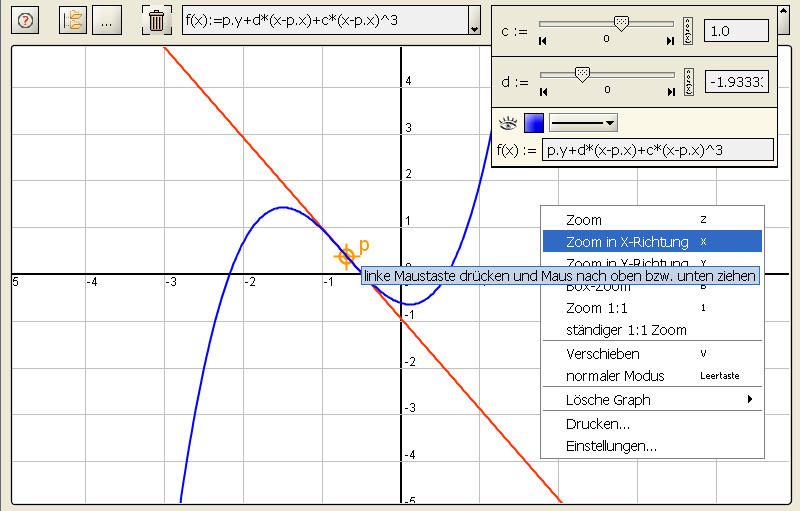 ...
f(x):=p.y+d*(x-p.x)+c*(x-p.x)^3
c :=
0
1.0
d :=
0
f(x) :=
p.y+d*(x-p.x)+c*(x-p.x)^3
4
3
2
1
p
-1
-2
-3
-4
-5
5
-4
-3
-2
-1
linke Maustaste drücken und Maus nach oben bzw. unten ziehen
Zoom Z
Zoom in X-Richtung X
Zoom in Y-Richtung Y
Box-Zoom B
Zoom 1:1 1
ständiger 1:1 Zoom
Verschieben V
normaler Modus Leertaste
Lösche Graph
Drucken...
Einstellungen...